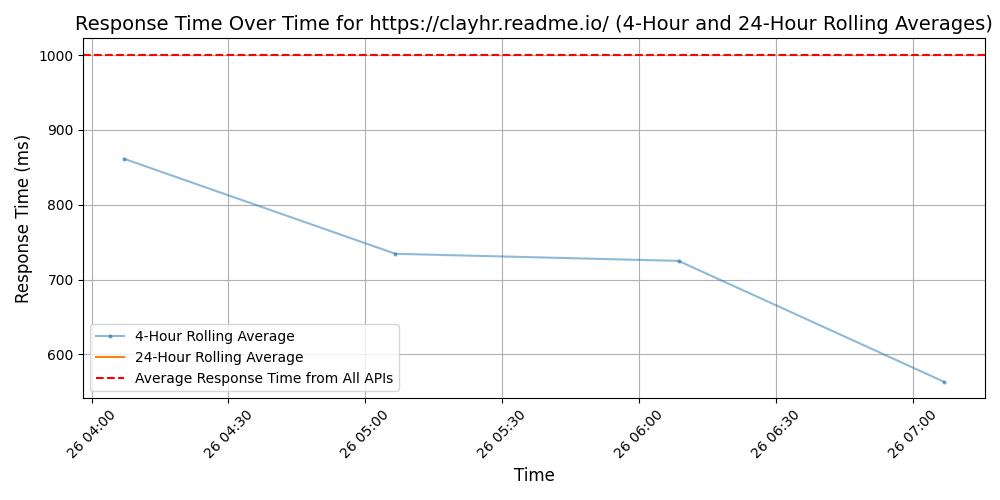 Response Time Over Time for https://clayhr.readme.io/ (4-Hour and 24-Hour Rolling Averages)
Response Time (ms)
1000
900
800
700
600
4-Hour Rolling Average
24-Hour Rolling Average
Average Response Time from All APIs
26 04:00
26 04:30
26 05:00
26 05:30
26 06:00
26 06:30
26 07:00
Time